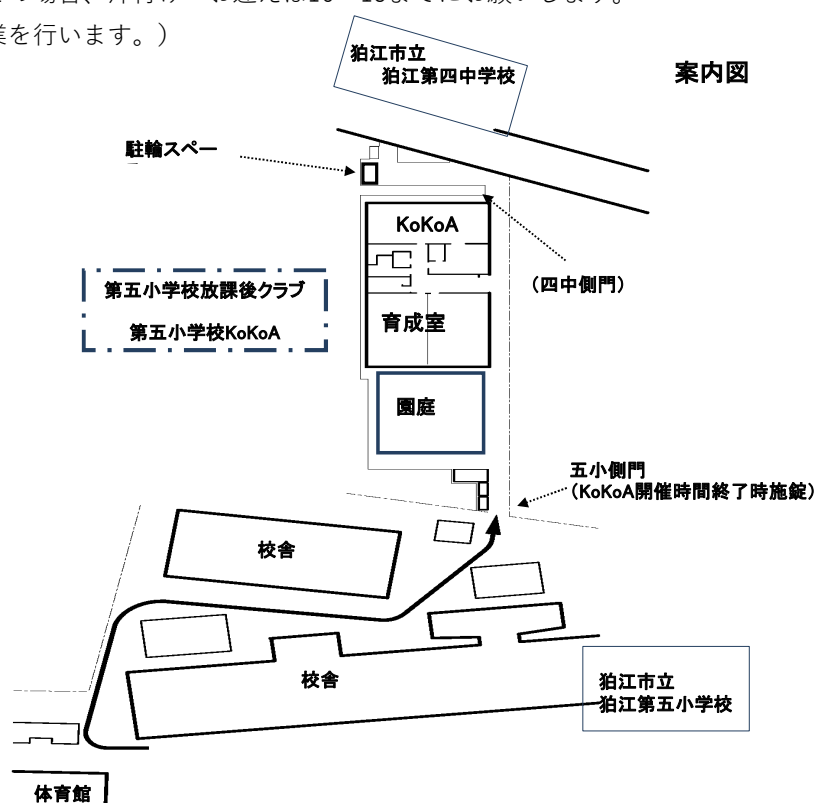 業を行います。)
狛江市立
狛江第四中学校
案内図
駐輪スペー
KoKoA
(四中側門)
第五小学校放課後クラブ
第五小学校KoKoA
育成室
園庭
五小側門
(KoKoA開催時間終了時施錠)
校舎
校舎
狛江市立
狛江第五小学校
体育館